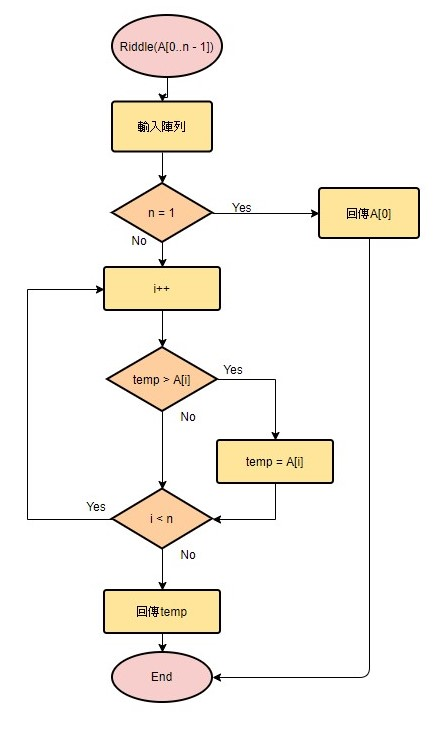 Riddle(A[0..n - 1])
輸入陣列
n = 1
Yes
回傳A[0]
No
i++
temp > A[i]
Yes
No
temp = A[i]
i < n
Yes
No
回傳temp
End